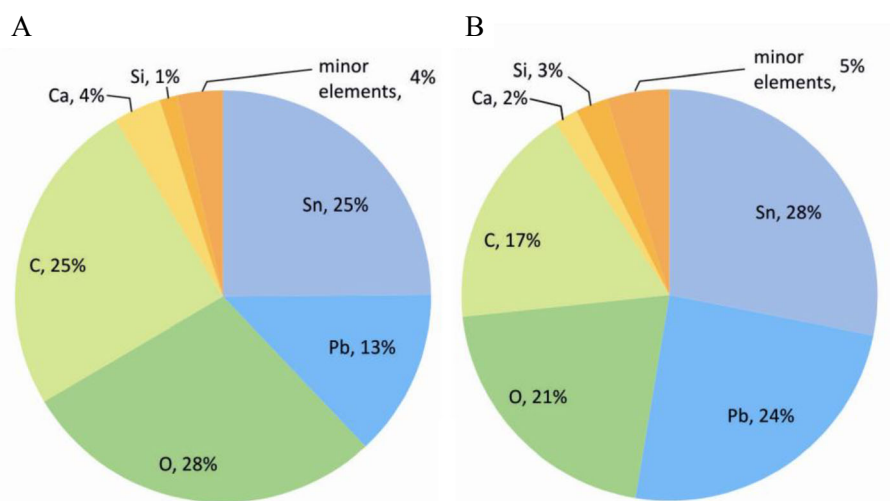 A
Si, 1%
minor
elements, 4%
Ca, 4%
Sn, 25%
C, 25%
Pb, 13%
O, 28%
B
Si, 3%
minor
elements, 5%
Ca, 2%
Sn, 28%
C, 17%
O, 21%
Pb, 24%